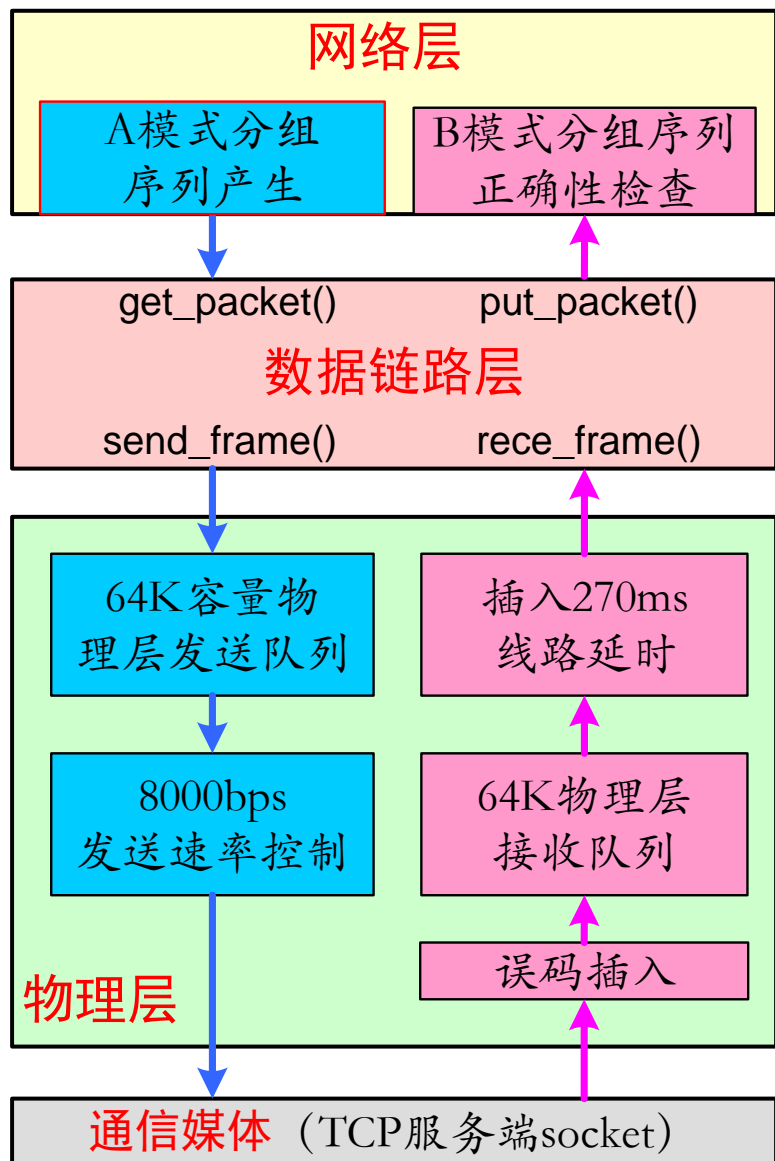 网络层
A模式分组
序列产生
B模式分组序列
正确性检查
get_packet()
put_packet()
数据链路层
send_frame()
rece_frame()
64K容量物
理层发送队列
插入270ms
线路延时
8000bps
发送速率控制
64K物理层
接收队列
误码插入
物理层
通信媒体（TCP服务端socket）